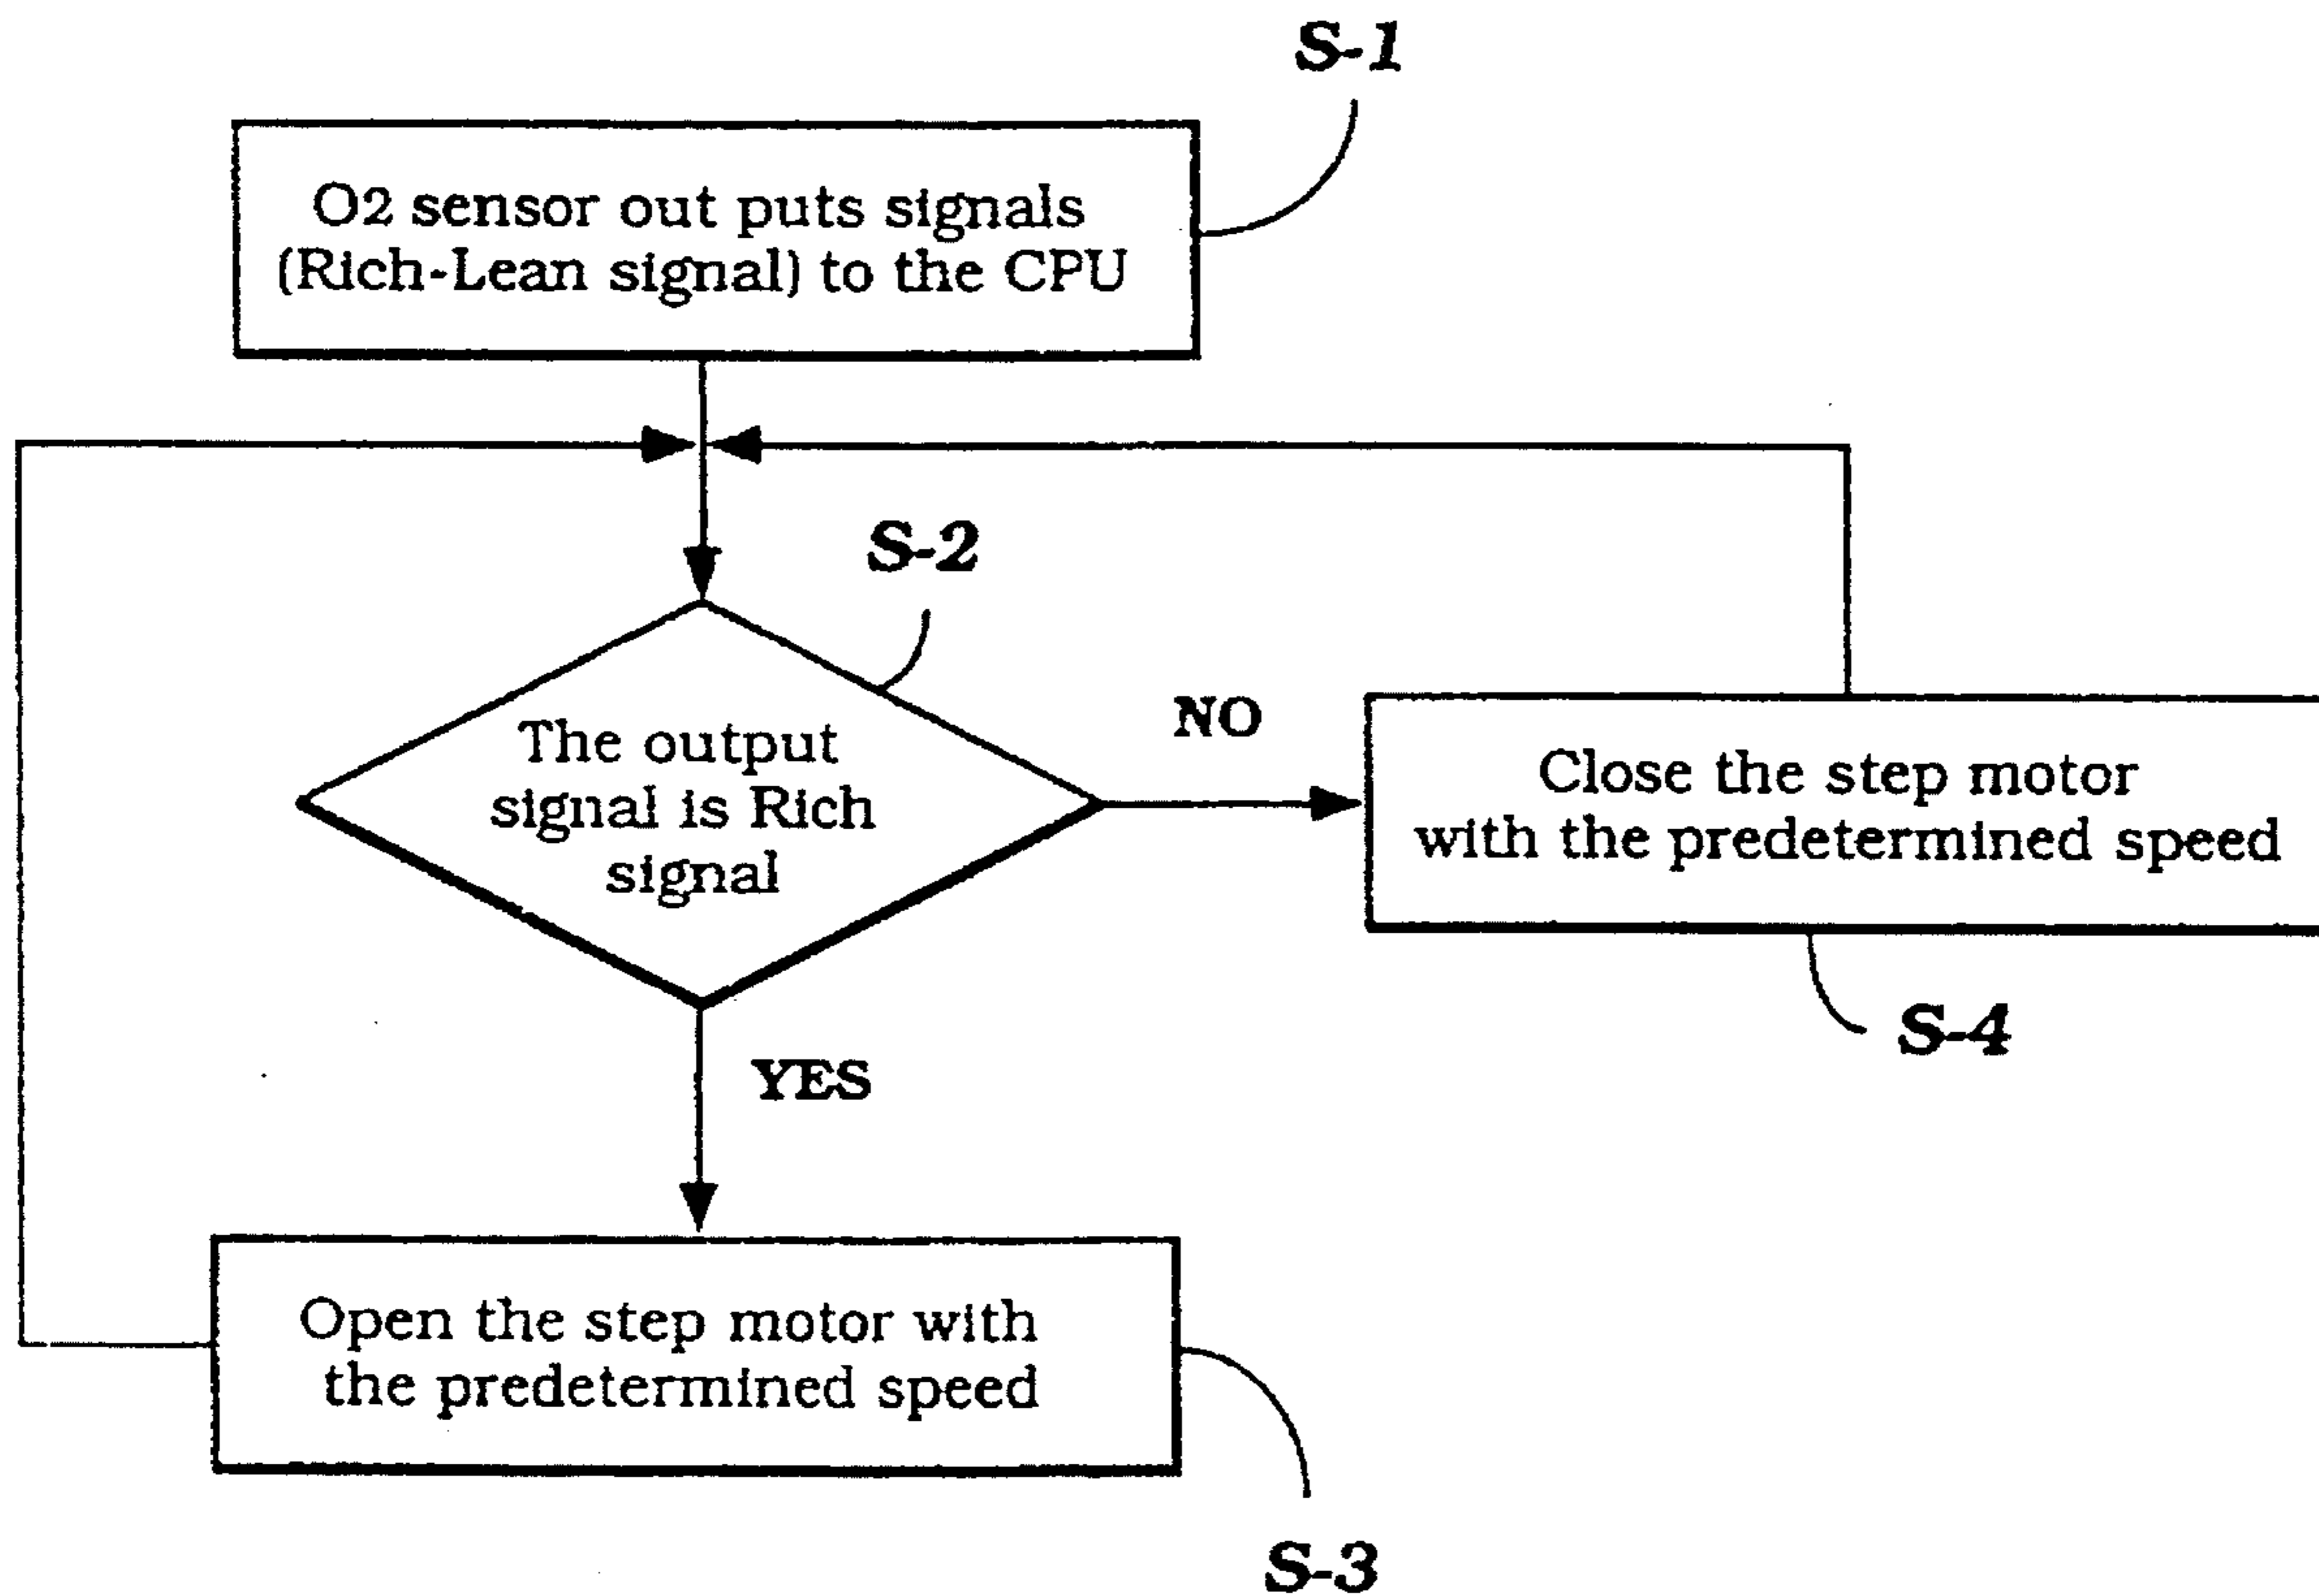 S-1
O2 sensor out puts signals
(Rich-Lean signal) to the CPU
S-2
The output
signal is Rich
signal
NO
Close the step motor
with the predetermined speed
S-4
YES
Open the step motor with
the predetermined speed
S-3